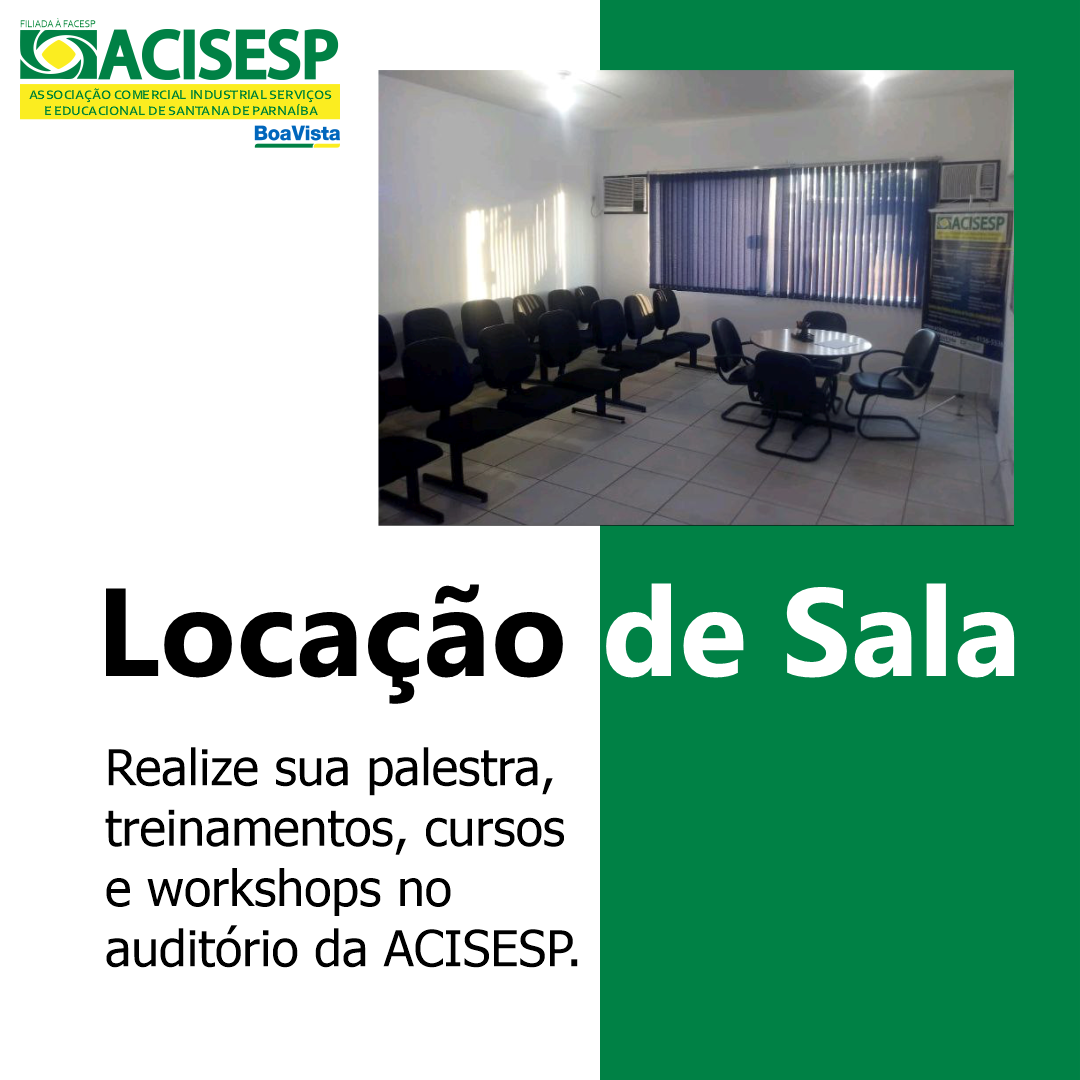 FILIADA À FACESP
ACISESP
ASSOCIAÇÃO COMERCIAL INDUSTRIAL SERVIÇOS
E EDUCACIONAL DE SANTANA DE PARNAÍBA
BoaVista
ACISESP
Locação de Sala
Realize sua palestra,
treinamentos, cursos
e workshops no
auditório da ACISESP.